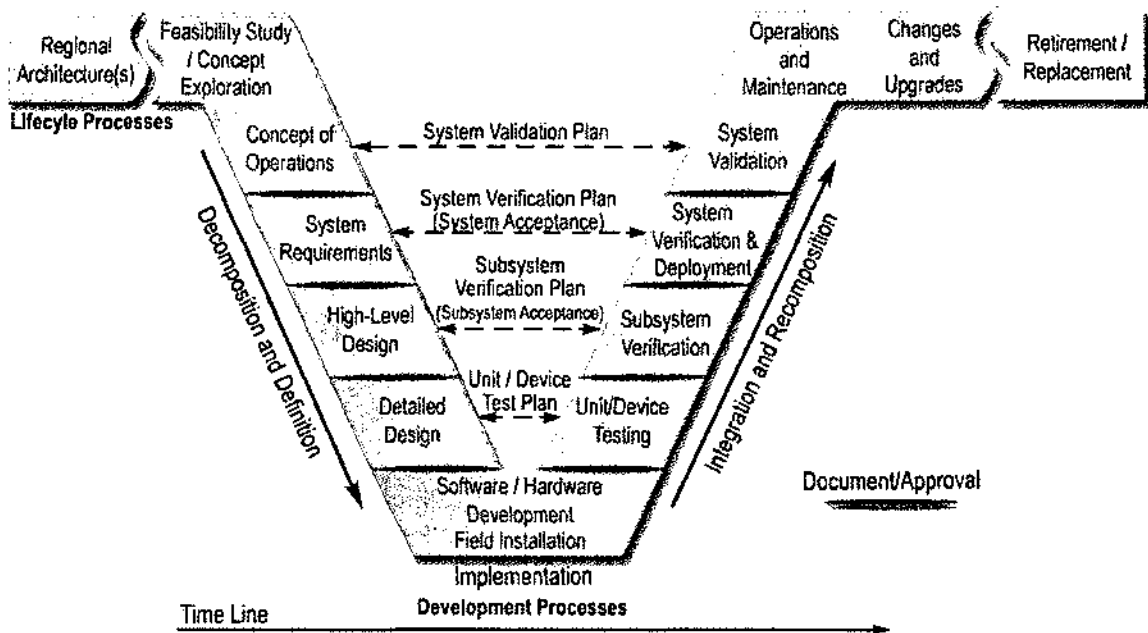 Regional
Architecture(s)
Feasibility Study
/ Concept
Exploration
Operations
and
Maintenance
Changes
and
Upgrades
Retirement /
Replacement
Lifecyle Processes
Concept of
Operations
System Validation Plan
System
Validation
System Verification Plan
(System Acceptance)
System
Requirements
System
Verification &
Deployment
Subsystem
Verification Plan
(Subsystem Acceptance)
High-Level
Design
Subsystem
Verification
Unit / Device
Test Plan
Detailed
Design
Unit/Device
Testing
Decomposition and Definition
Integration and Recomposition
Software / Hardware
Development
Field Installation
Document/Approval
Implementation
Development Processes
Time Line